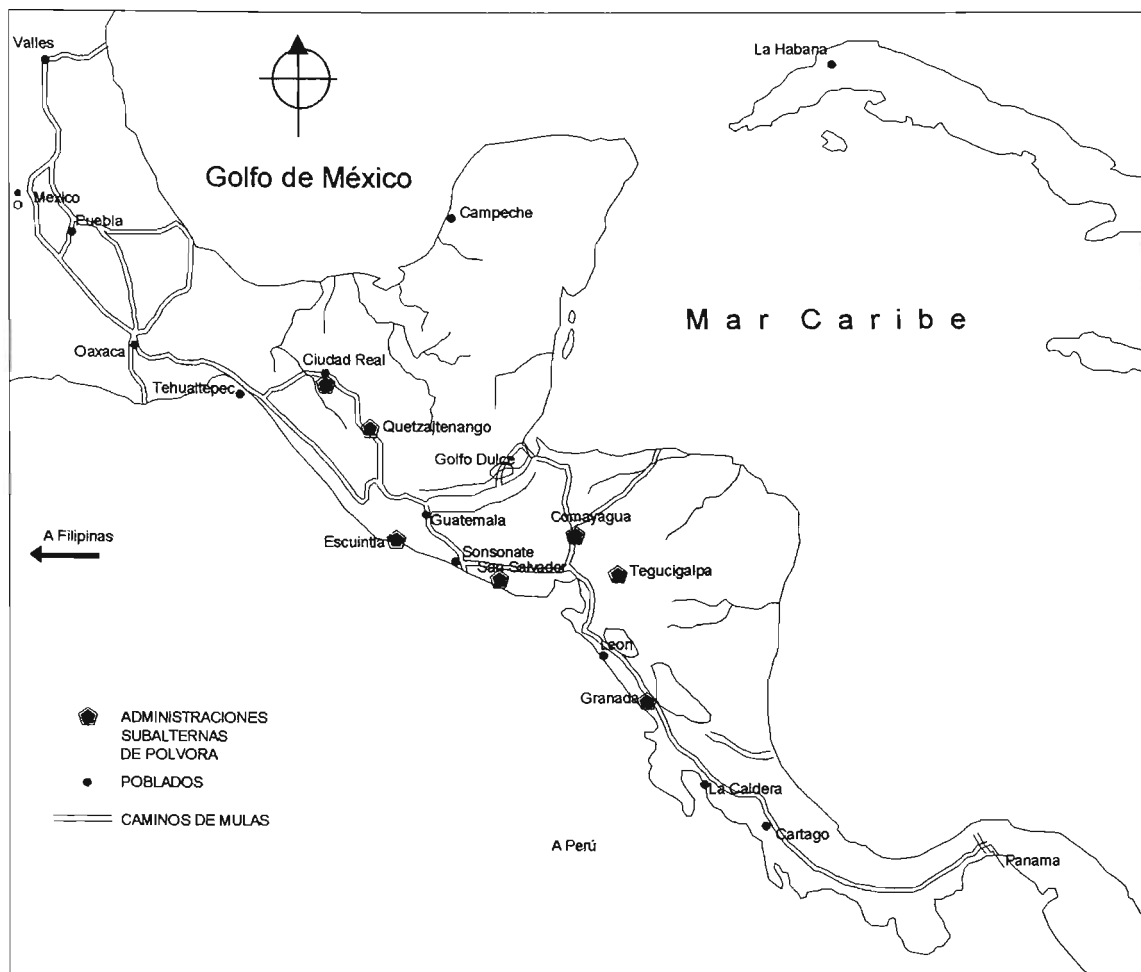 Valles
La Habana
Golfo de México
Mexico
Puebla
Campeche
Mar Caribe
Oaxaca
Ciudad Real
Tehualtepec
Quetzaltenango
Golfo Dulce
Guatemala
Comayagua
A Filipinas
Escuintla
Sonsonate
San Salvador
Tegucigalpa
Leon
Granada
ADMINISTRACIONES
SUBALTERNAS
DE POLVORA
POBLADOS
La Caldera
CAMINOS DE MULAS
Cartago
A Perú
Panama